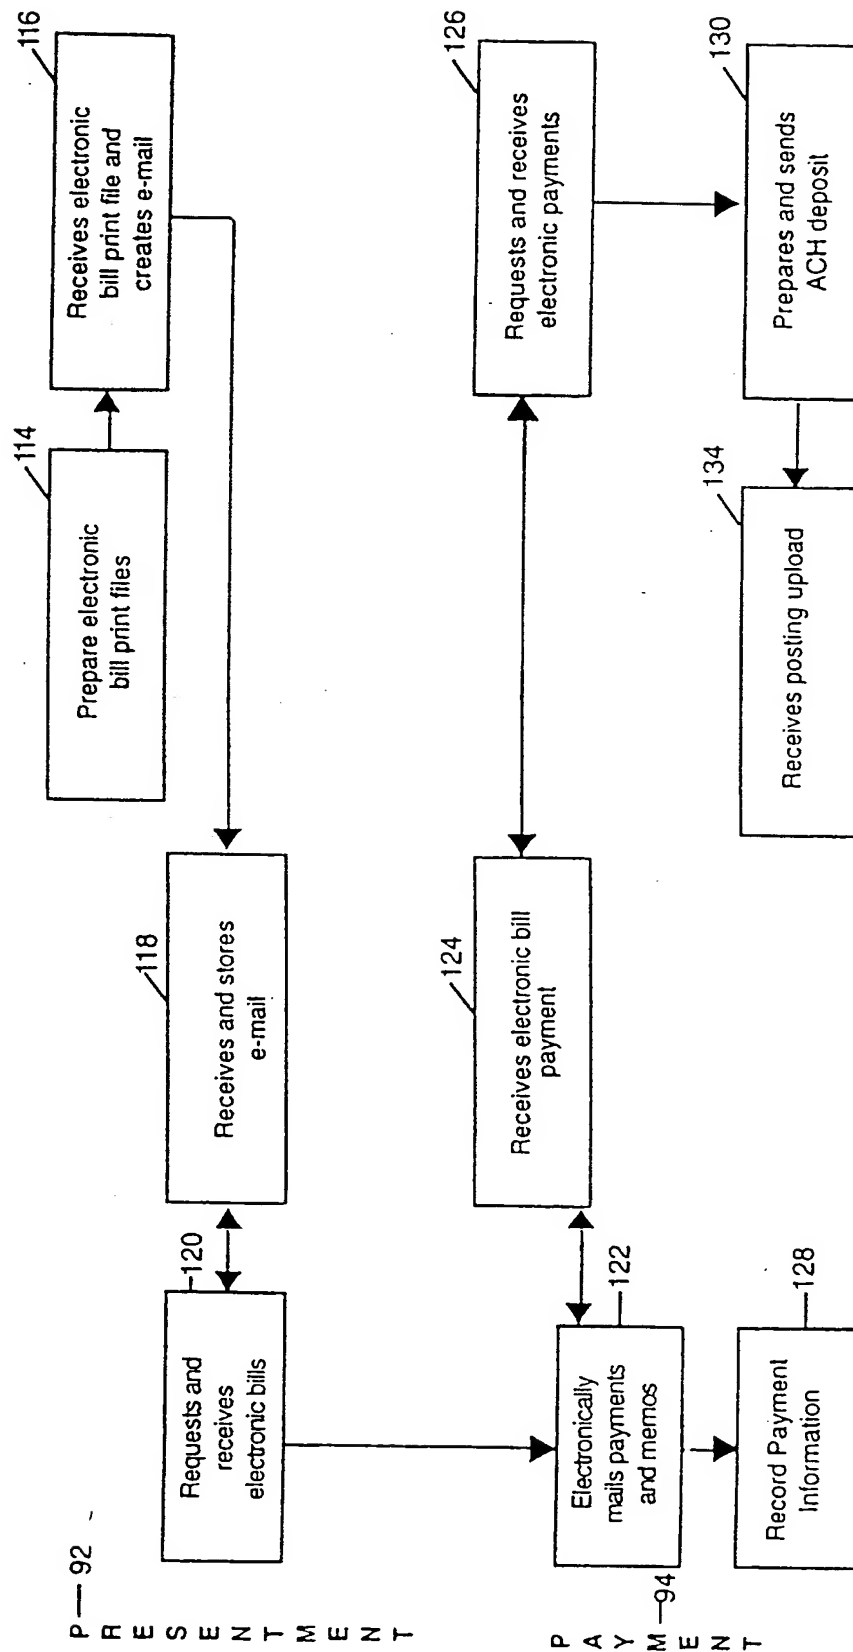 P — 92
R
E
S
E
N
T
M
E
N
T
114
Prepare electronic
bill print files
116
Receives electronic
bill print file and
creates e-mail
120
Requests and
receives
electronic bills
118
Receives and stores
e-mail
P
A
Y
M — 94
E
N
T
Electronically
mails payments
and memos
122
124
Receives electronic bill
payment
126
Requests and receives
electronic payments
Record Payment
Information
128
134
Receives posting upload
130
Prepares and sends
ACH deposit